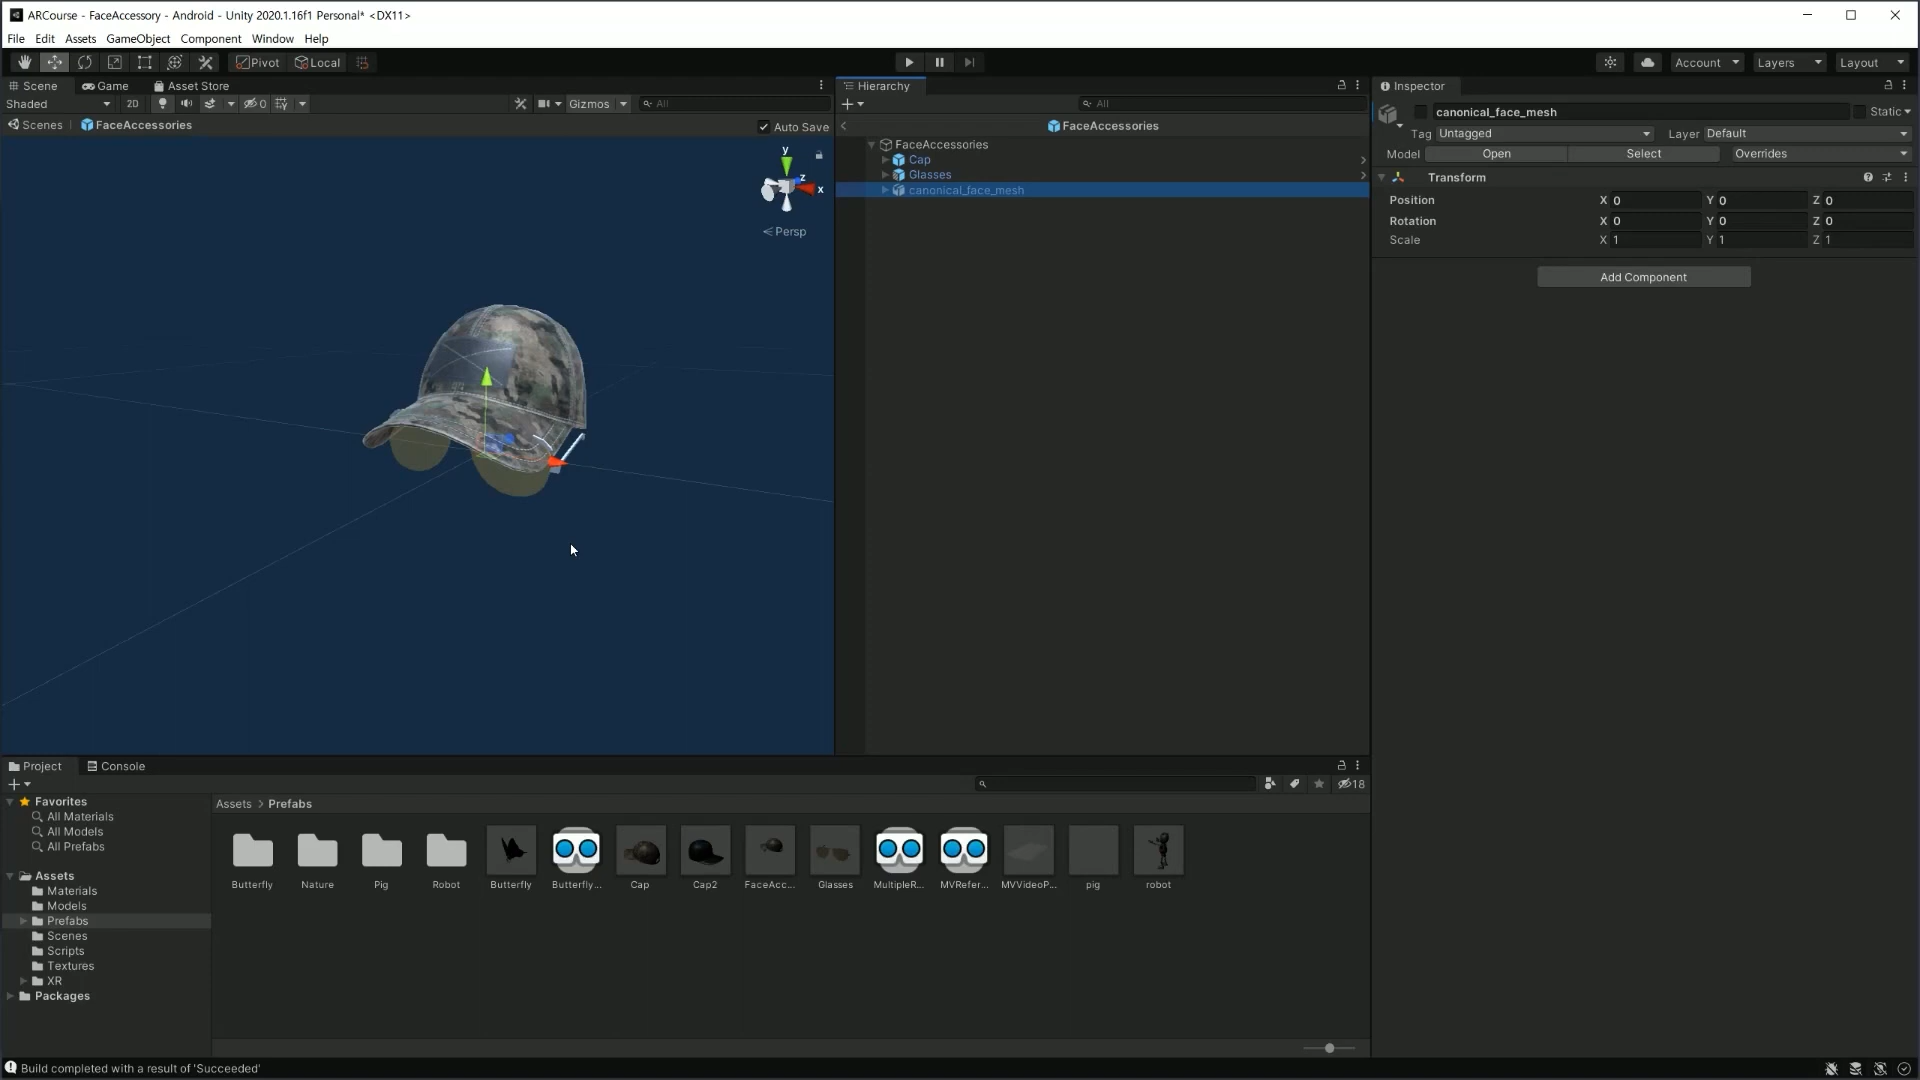 ARCourse - FaceAccessory - Android - Unity 2020.1.16f1 Personal* <DX11>
File Edit Assets GameObject Component Window Help
Pivot Local Account Layers Layout
Scene Game Asset Store
Shaded 2D 0 Gizmos All
Scenes FaceAccessories Auto Save
y
z
x
Persp
Hierarchy
All
FaceAccessories
FaceAccessories
Cap
Glasses
canonical_face_mesh
Inspector
canonical_face_mesh Static
Tag Untagged Layer Default
Model Open Select Overrides
Transform
Position X 0 Y 0 Z 0
Rotation X 0 Y 0 Z 0
Scale X 1 Y 1 Z 1
Add Component
Project Console
18
Favorites
All Materials
All Models
All Prefabs
Assets
Materials
Models
Prefabs
Scenes
Scripts
Textures
XR
Packages
Assets > Prefabs
Butterfly Nature Pig Robot Butterfly Butterfly... Cap Cap2 FaceAcc... Glasses MultipleR... MVRefer... MVVideoP... pig robot
Build completed with a result of 'Succeeded'